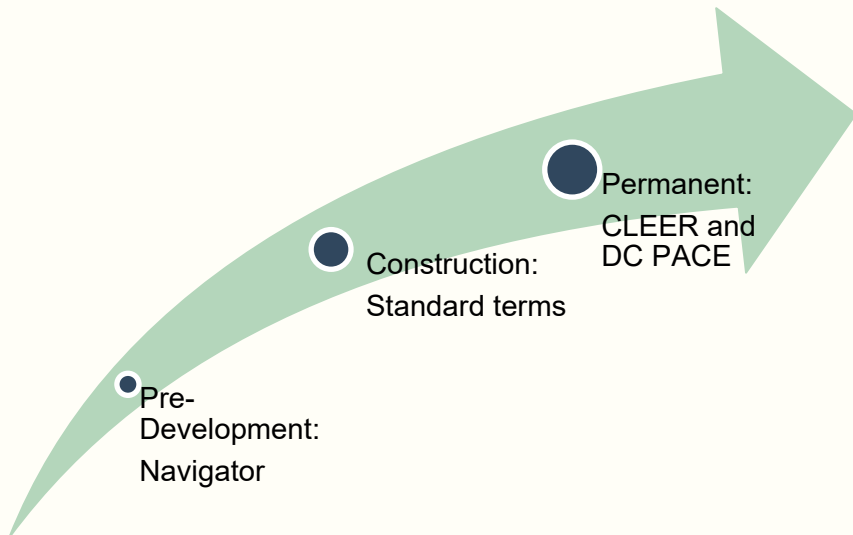 Permanent:
CLEER and
DC PACE
Construction:
Standard terms
Pre-
Development:
Navigator